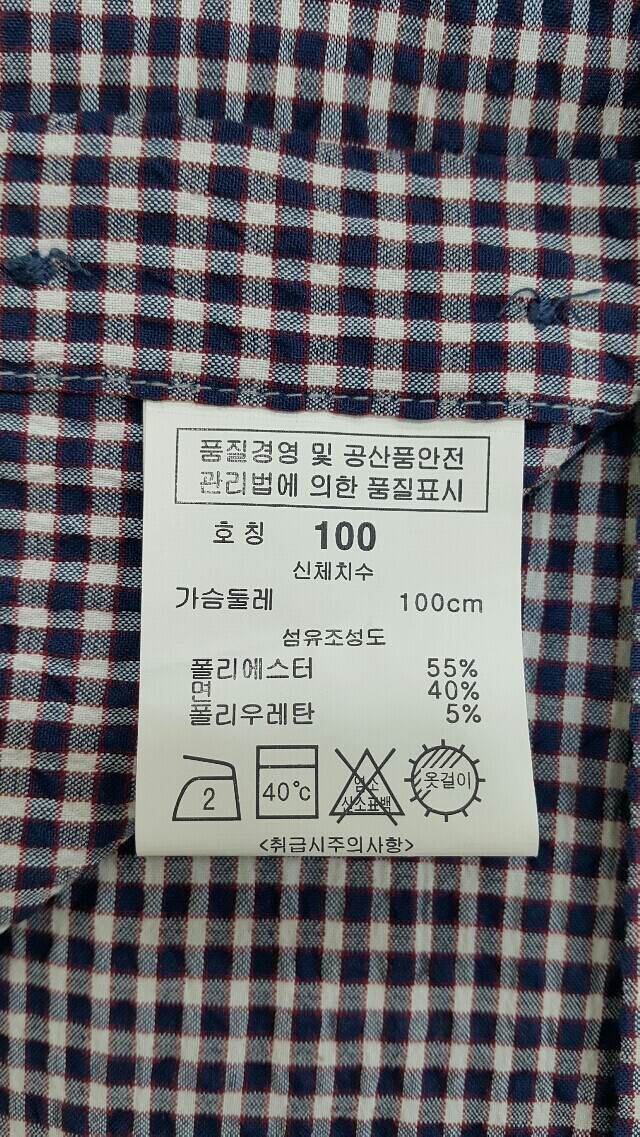 품질경영 및 공산품안전
관리법에 의한 품질표시
호 칭 100
신체치수
가슴둘레 100cm
섬유조성도
폴리에스터 55%
면 40%
폴리우레탄 5%
2 40℃ 염소 옷걸이
산소표백
<취급시주의사항>